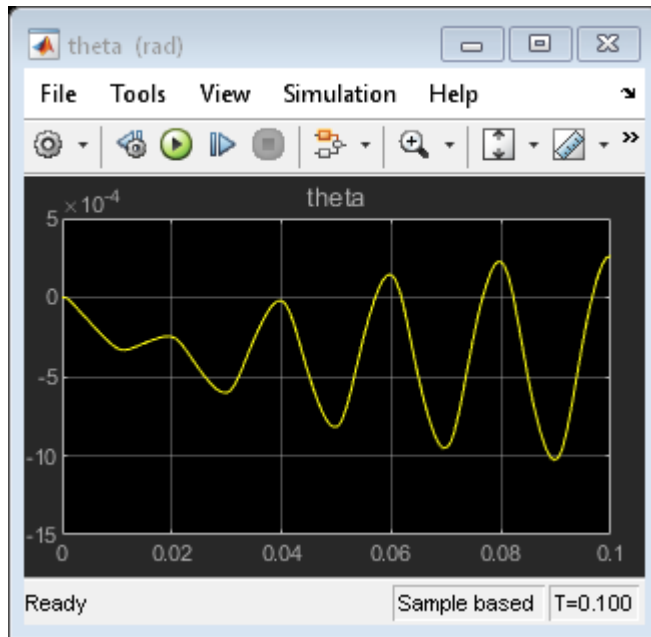 theta (rad)
File Tools View Simulation Help
theta
×10⁻⁴
5
0
-5
-10
-15
0 0.02 0.04 0.06 0.08 0.1
Ready Sample based T=0.100